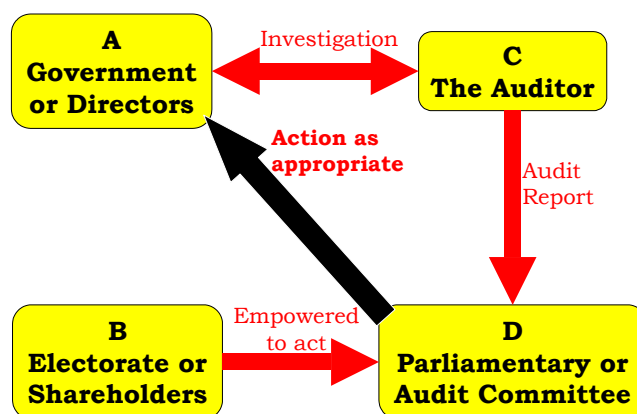 A
Government
or Directors
Investigation
C
The Auditor
Action as
appropriate
Audit
Report
B
Electorate or
Shareholders
Empowered
to act
D
Parliamentary or
Audit Committee